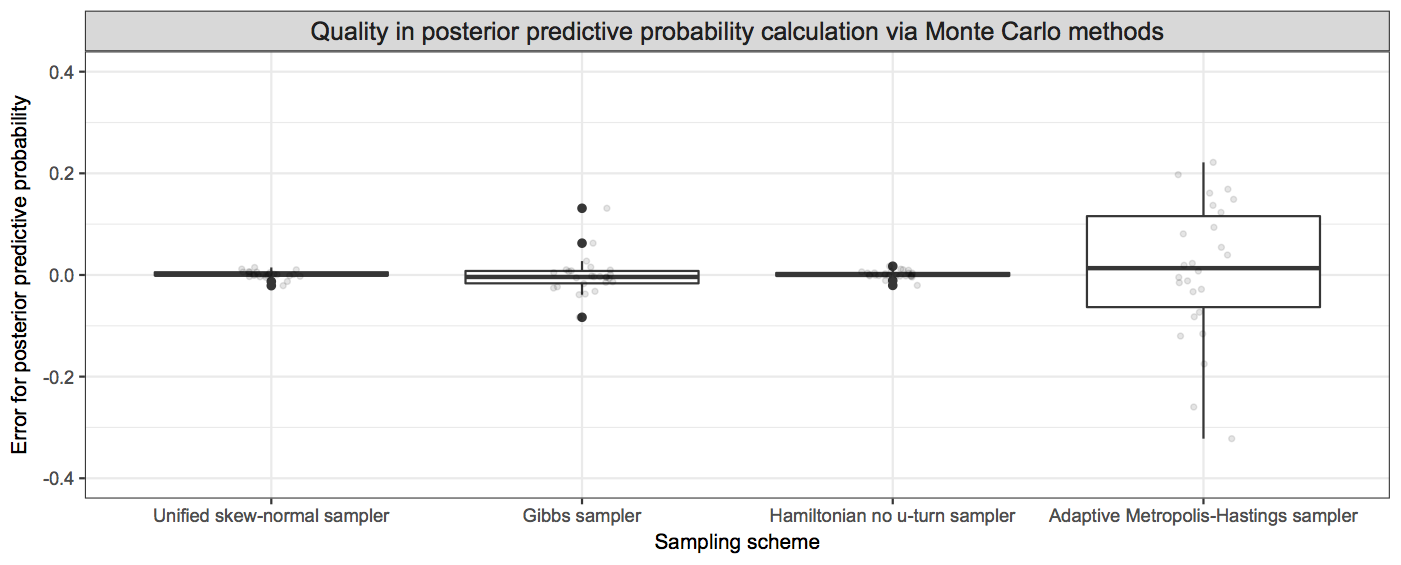 Quality in posterior predictive probability calculation via Monte Carlo methods
Error for posterior predictive probability
0.4
0.2
0.0
-0.2
-0.4
Unified skew-normal sampler
Gibbs sampler
Hamiltonian no u-turn sampler
Adaptive Metropolis-Hastings sampler
Sampling scheme